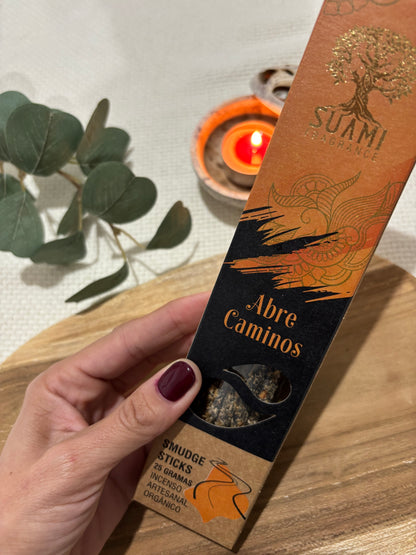 SUAMI
FRAGRANCE
Abre
Caminos
SMUDGE
STICKS
25 GRAMAS
INCENSO
ARTESANAL
ORGÂNICO